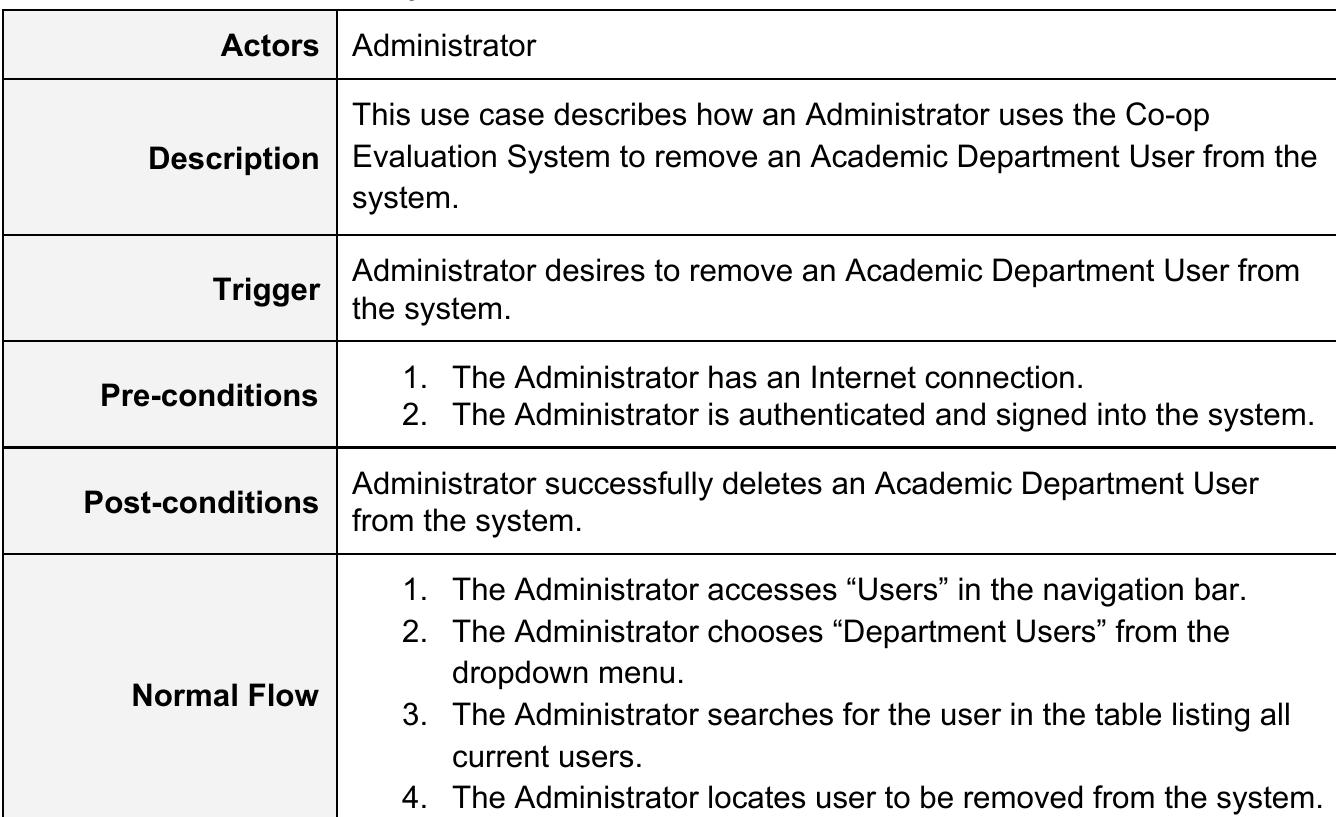 Actors Administrator
This use case describes how an Administrator uses the Co-op
Description Evaluation System to remove an Academic Department User from the
system.
Trigger Administrator desires to remove an Academic Department User from
the system.
Pre-conditions 1. The Administrator has an Internet connection.
2. The Administrator is authenticated and signed into the system.
Post-conditions Administrator successfully deletes an Academic Department User
from the system.
1. The Administrator accesses “Users” in the navigation bar.
2. The Administrator chooses “Department Users” from the
dropdown menu.
Normal Flow 3. The Administrator searches for the user in the table listing all
current users.
4. The Administrator locates user to be removed from the system.